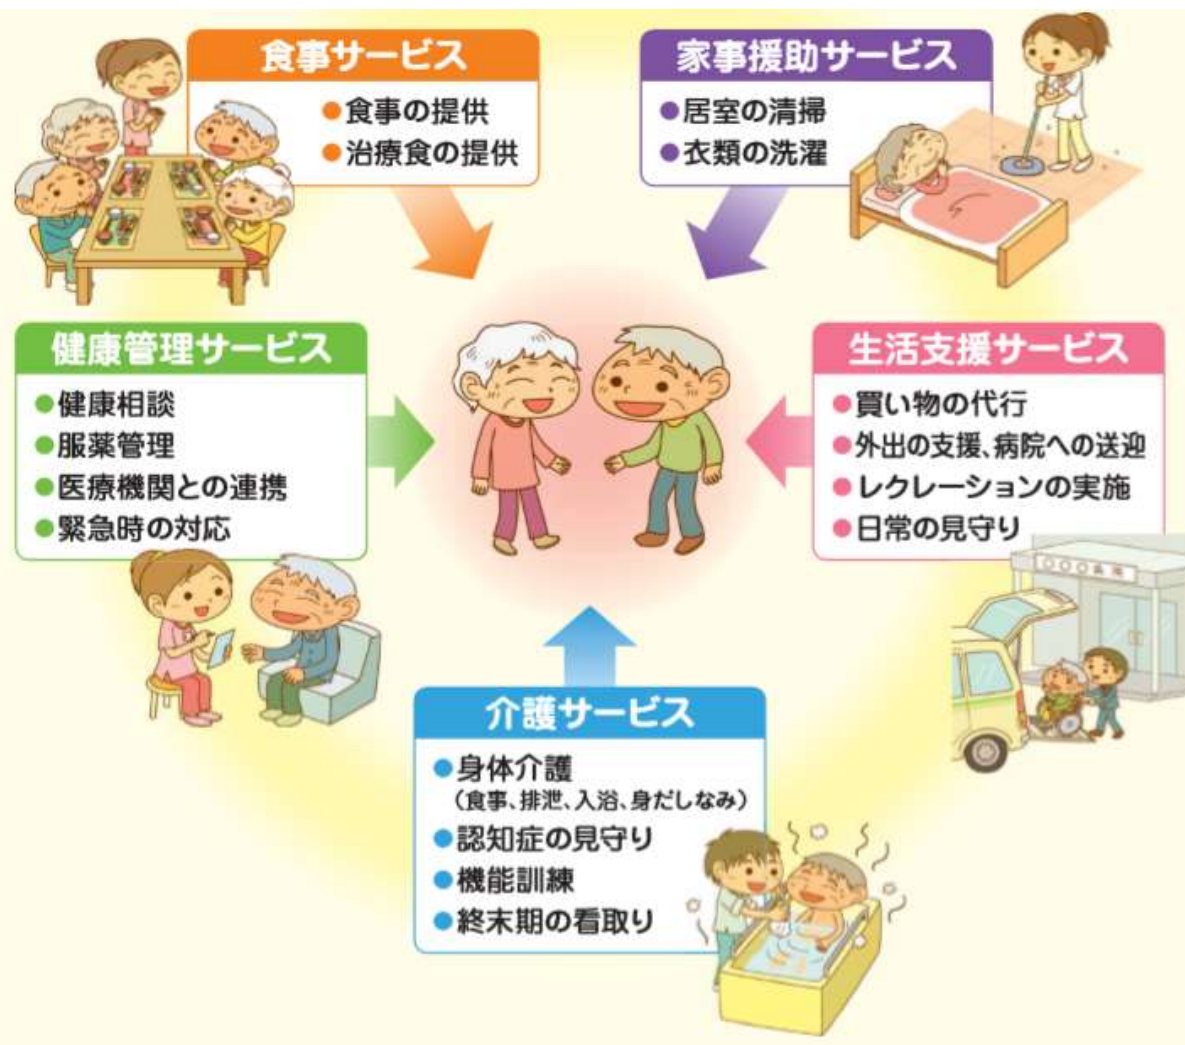 食事サービス
●食事の提供
●治療食の提供
家事援助サービス
●居室の清掃
●衣類の洗濯
健康管理サービス
●健康相談
●服薬管理
●医療機関との連携
●緊急時の対応
生活支援サービス
●買い物の代行
●外出の支援、病院への送迎
●レクレーションの実施
●日常の見守り
〇〇〇病院
介護サービス
●身体介護
（食事、排泄、入浴、身だしなみ）
●認知症の見守り
●機能訓練
●終末期の看取り